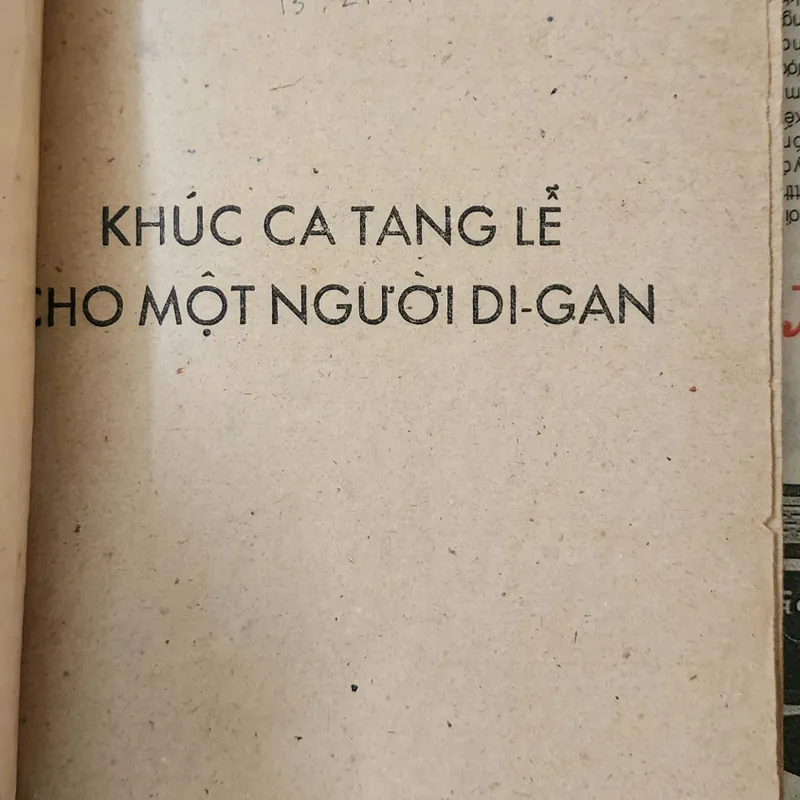 KHÚC CA TANG LỄ
CHO MỘT NGƯỜI DI-GAN